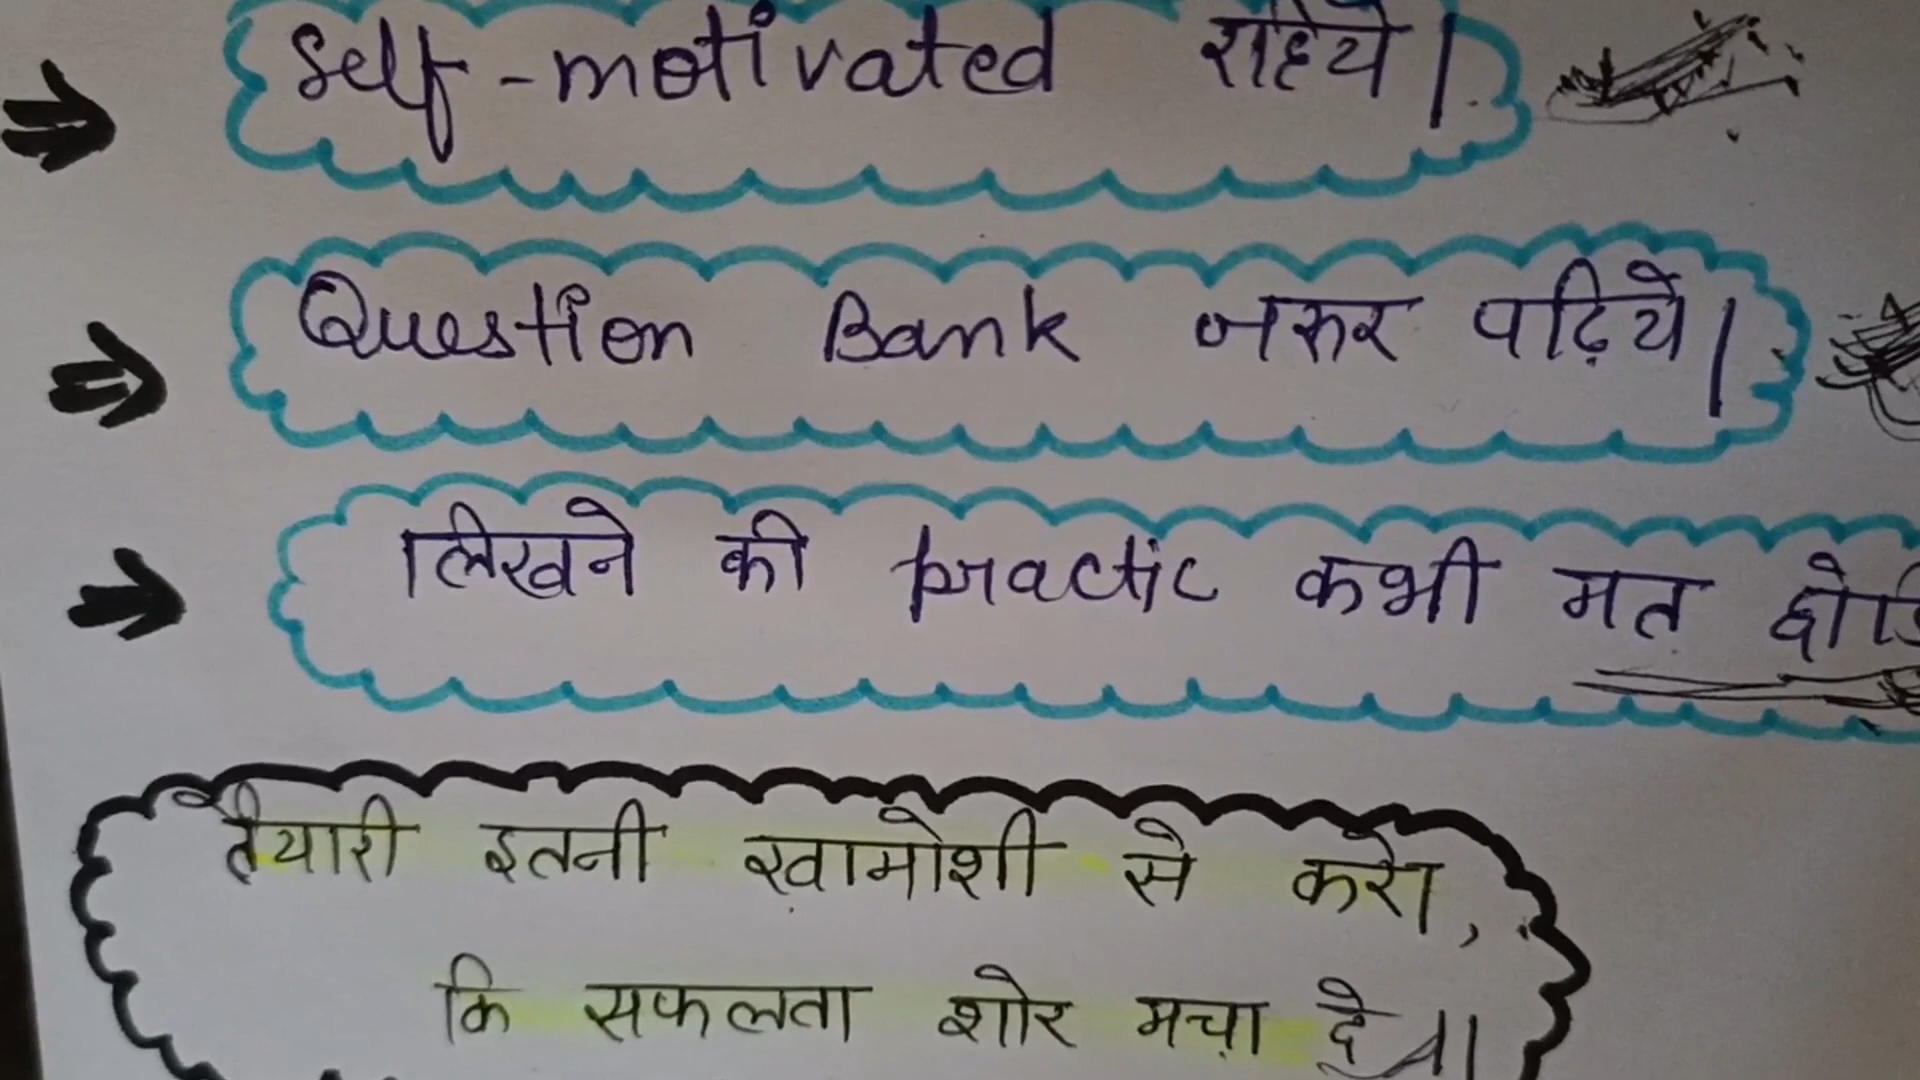 Self-motivated रहिये।
Question Bank जरुर पढ़िये।
लिखने की practic कभी मत
तैयारी इतनी ख़ामोशी से करो,
कि सफलता शोर मचा दे।